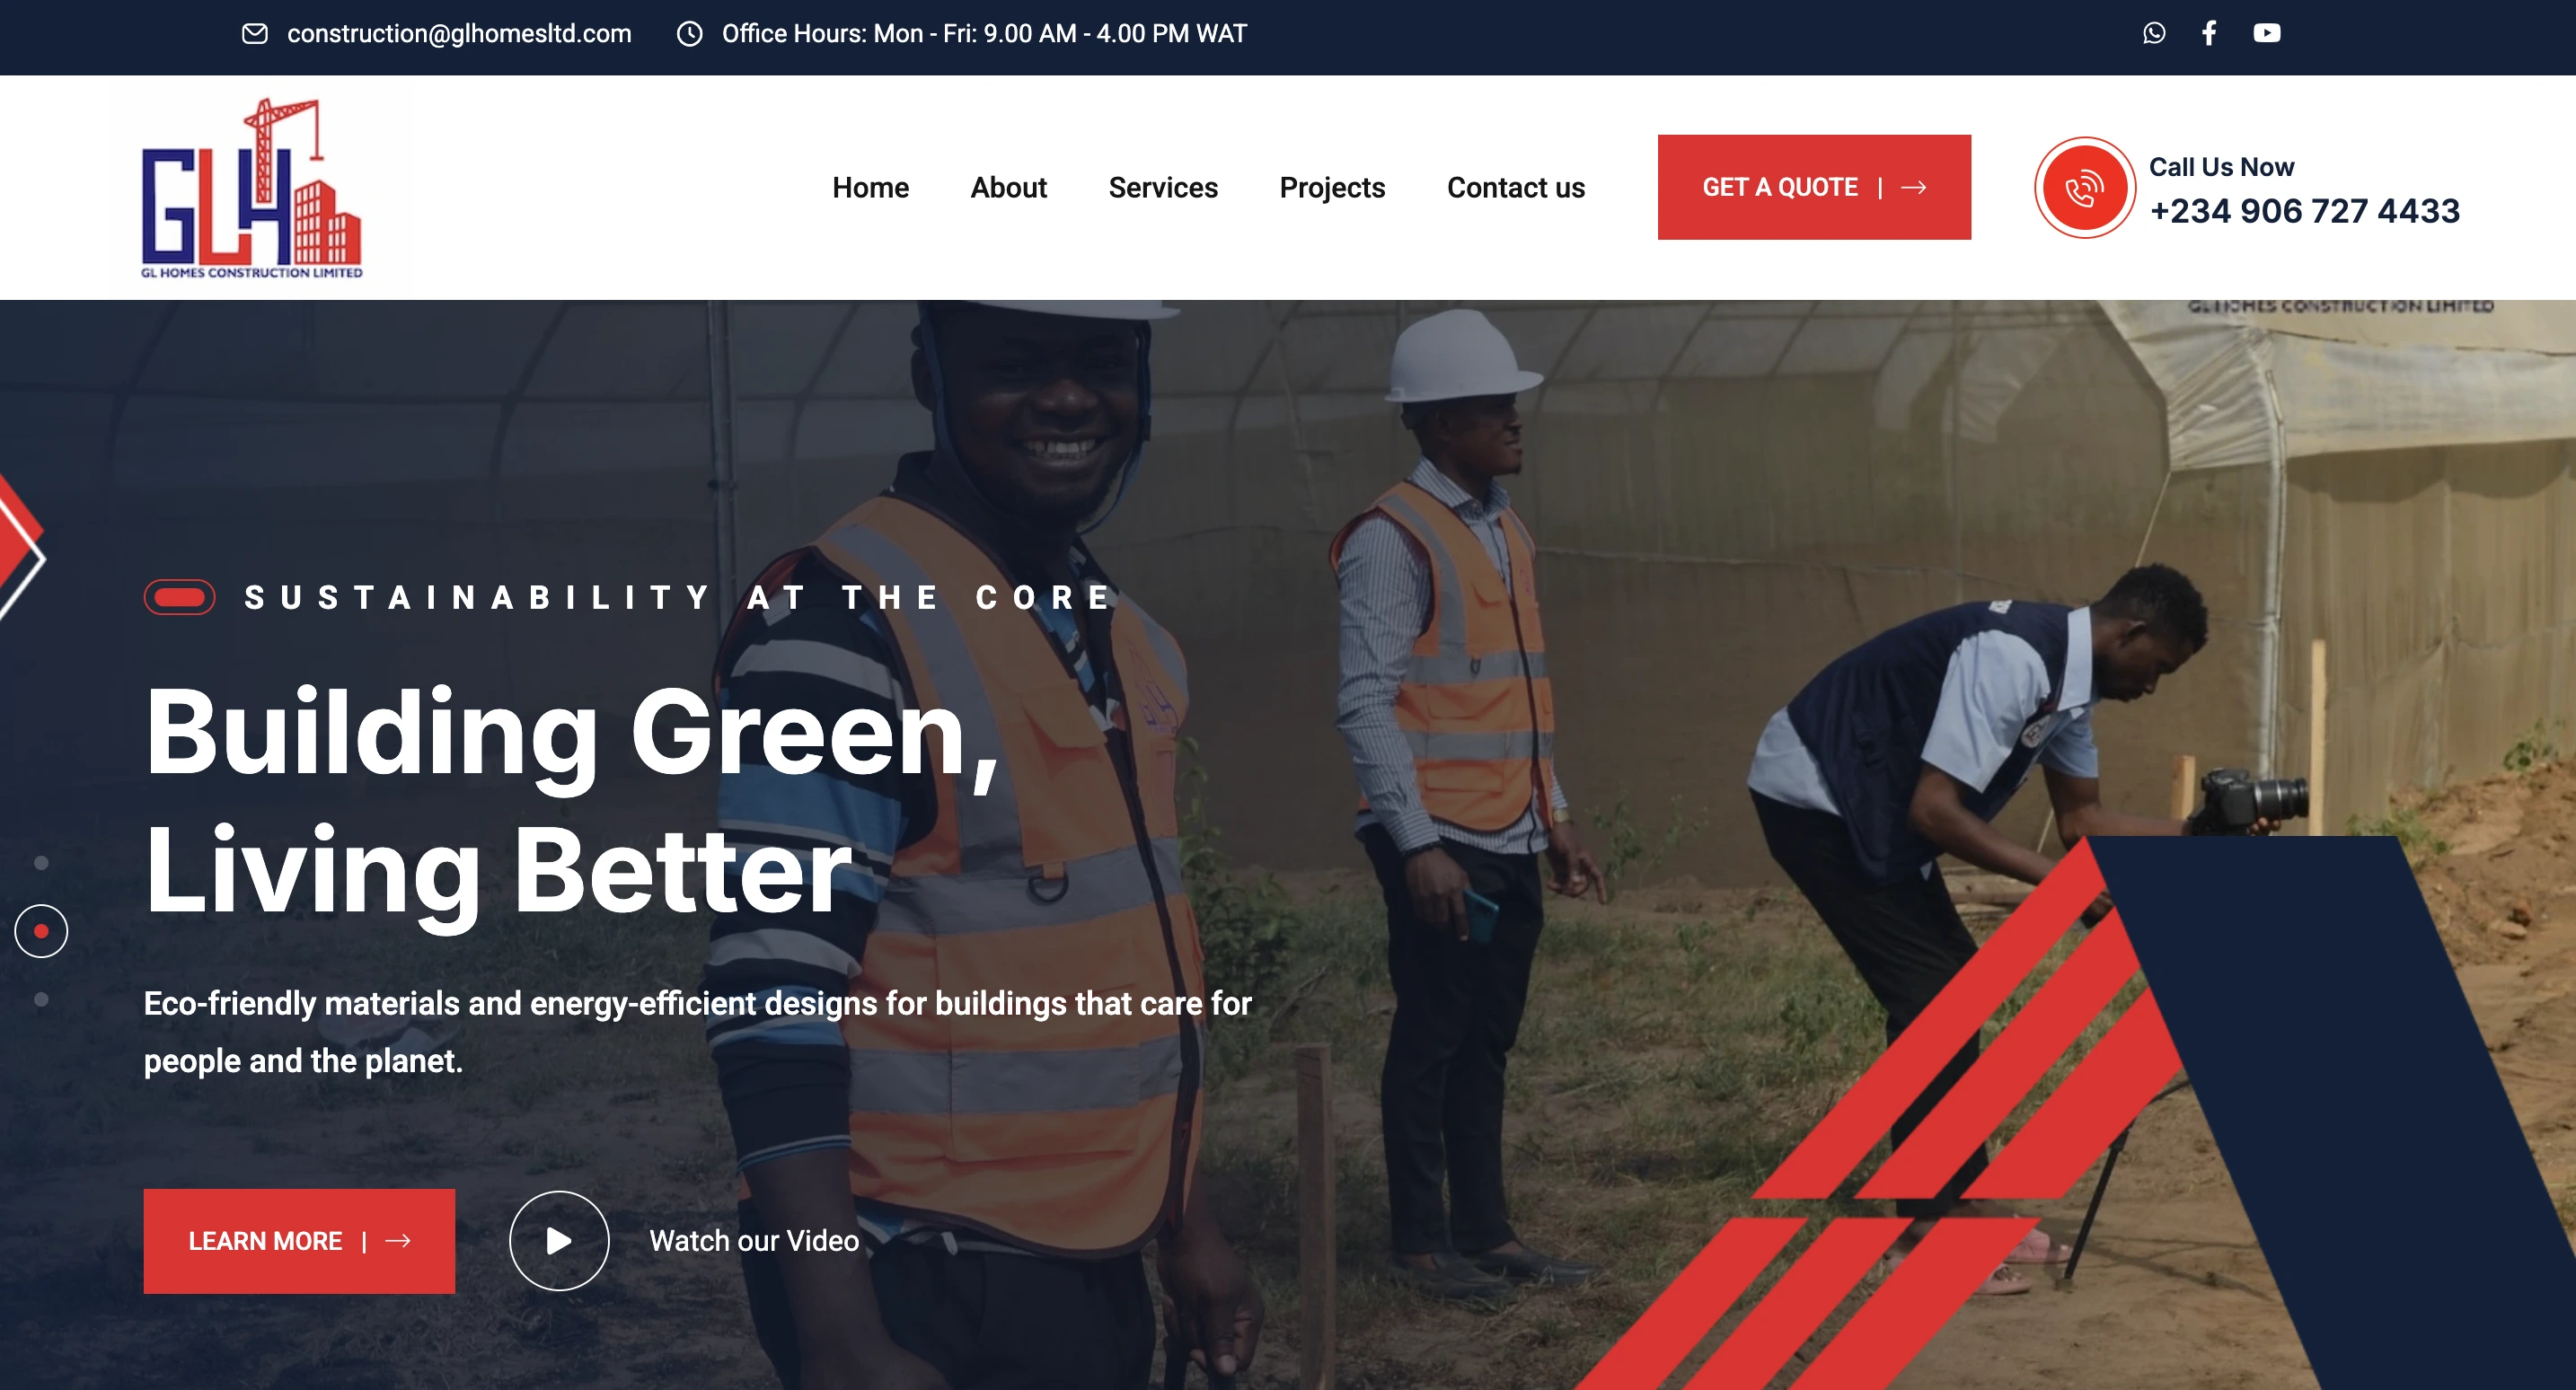 construction@glhomesltd.com
Office Hours: Mon - Fri: 9.00 AM - 4.00 PM WAT
GLH
GL HOMES CONSTRUCTION LIMITED
Home
About
Services
Projects
Contact us
GET A QUOTE |
Call Us Now
+234 906 727 4433
GL HOMES CONSTRUCTION LIMITED
SUSTAINABILITY AT THE CORE
Building Green,
Living Better
Eco-friendly materials and energy-efficient designs for buildings that care for
people and the planet.
LEARN MORE |
Watch our Video